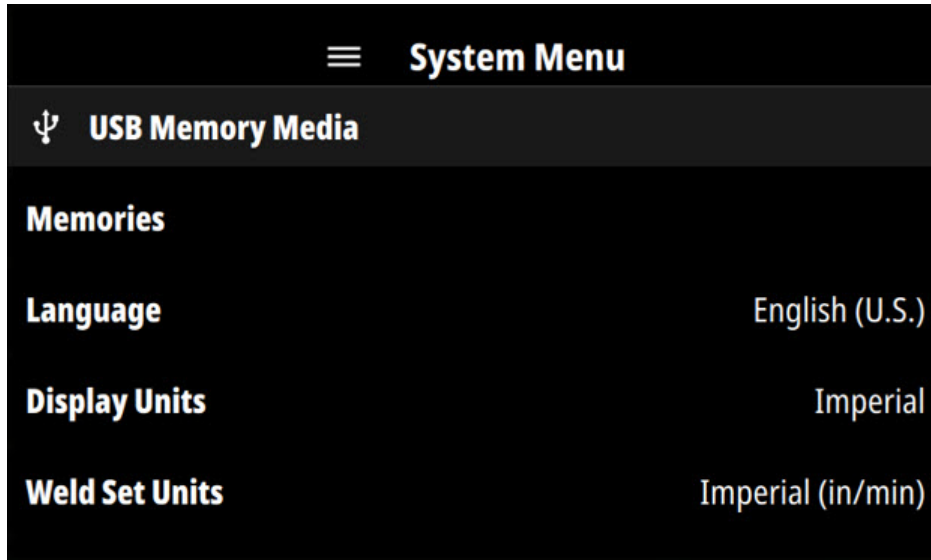 System Menu
USB Memory Media
Memories
Language English (U.S.)
Display Units Imperial
Weld Set Units Imperial (in/min)